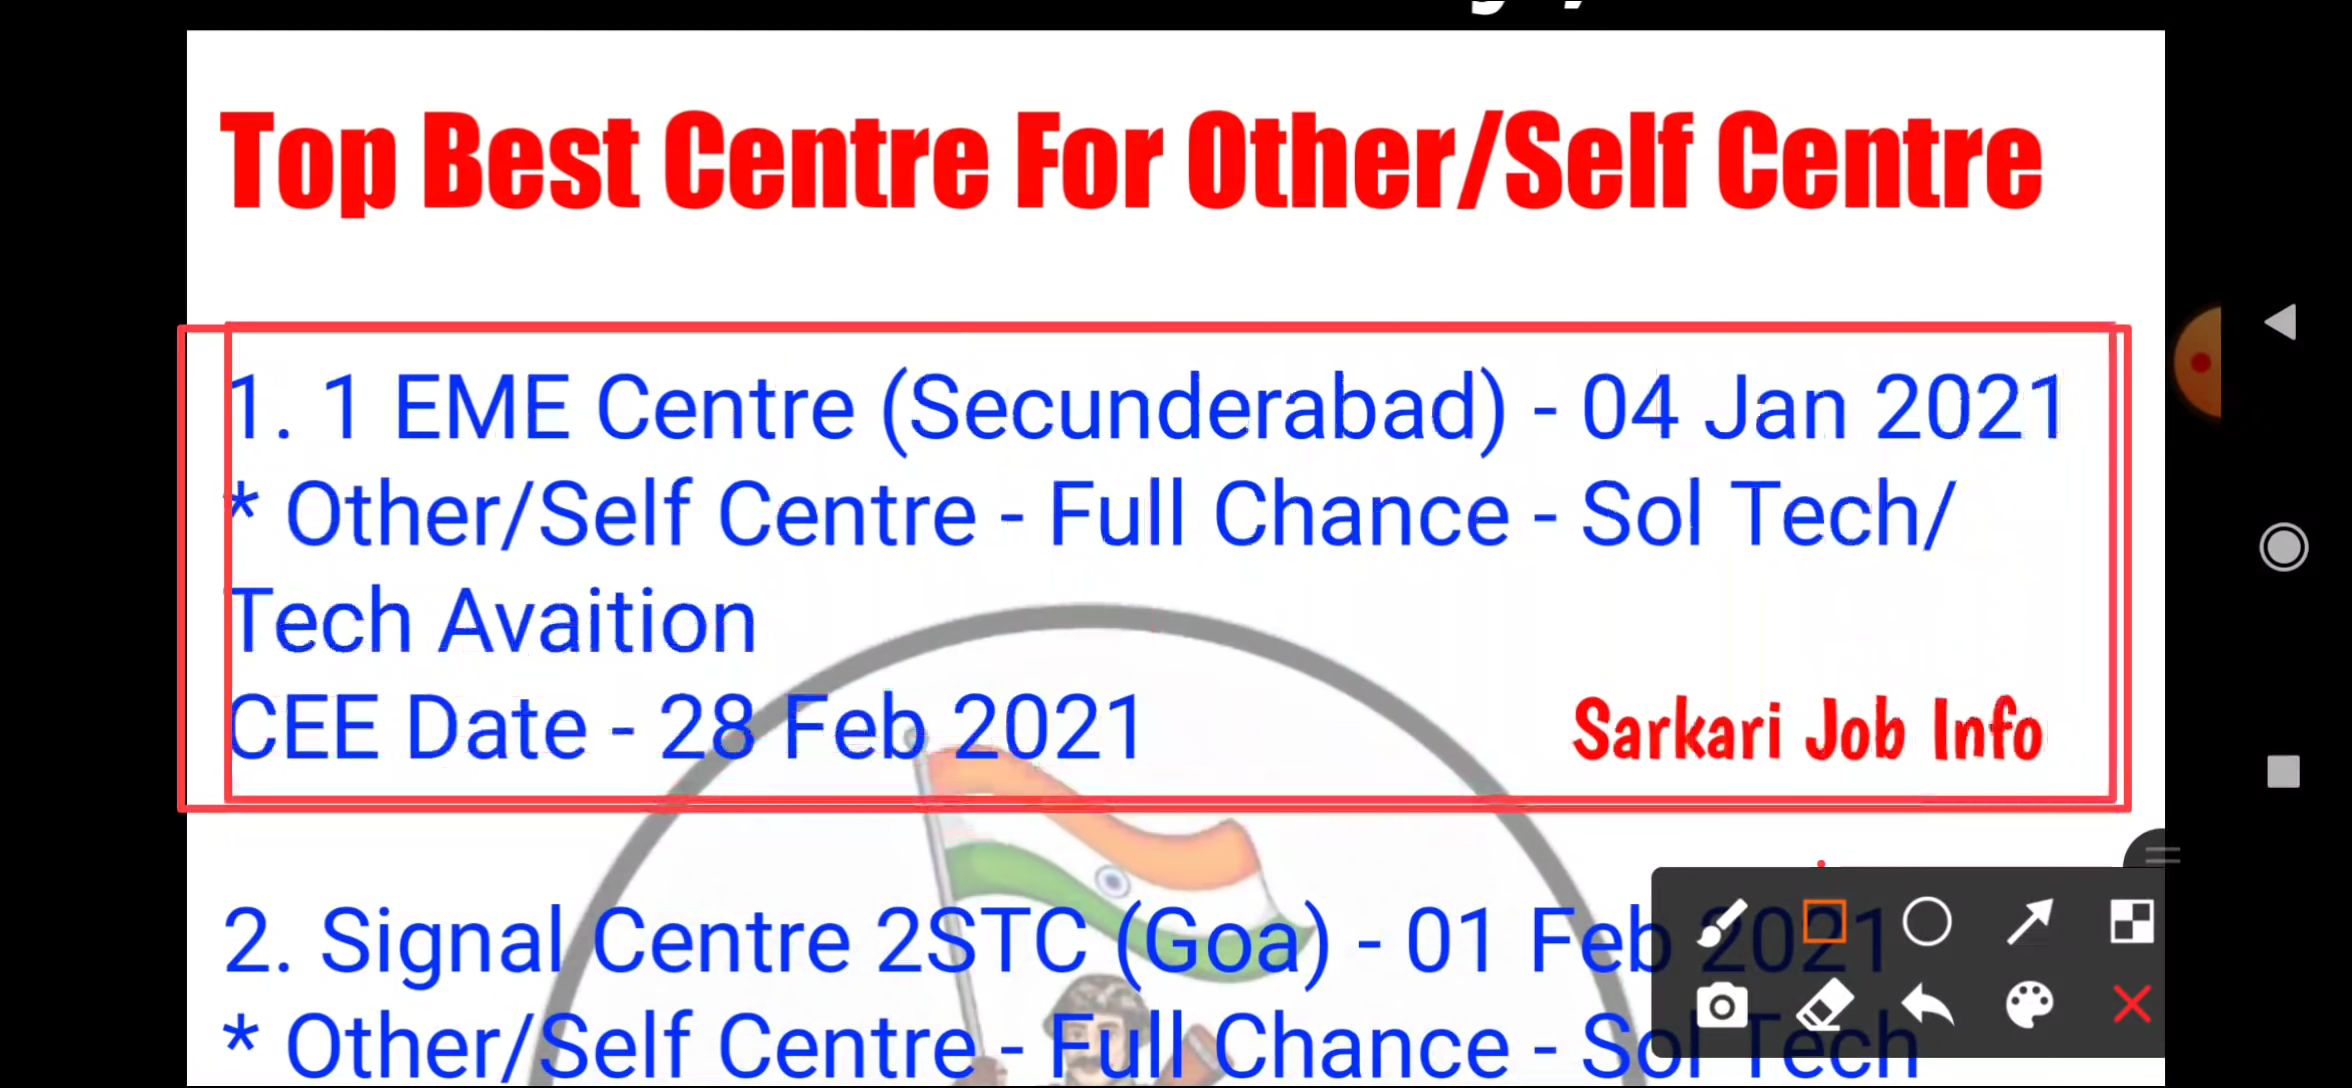 Top Best Centre For Other/Self Centre
1. 1 EME Centre (Secunderabad) - 04 Jan 2021
* Other/Self Centre - Full Chance - Sol Tech/
Tech Avaition
CEE Date - 28 Feb 2021
Sarkari Job Info
2. Signal Centre 2STC (Goa) - 01 Feb 2021
* Other/Self Centre - Full Chance - Sol Tech